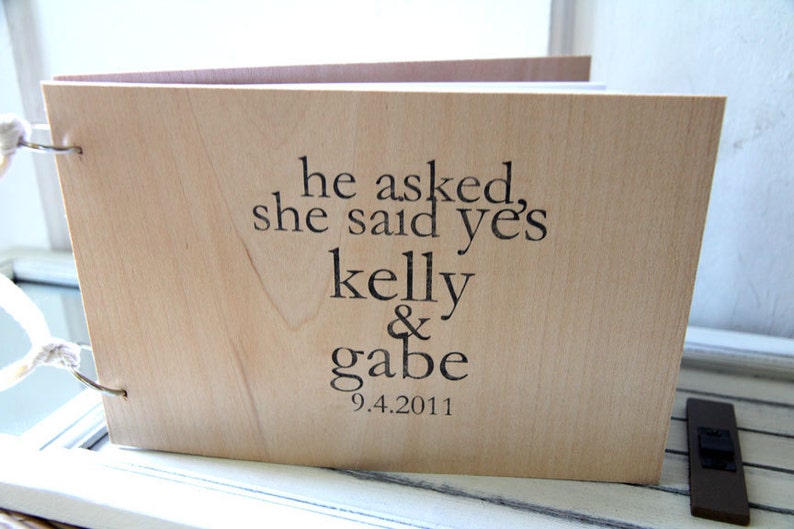 he asked,
she said yes
kelly
&
gabe
9.4.2011